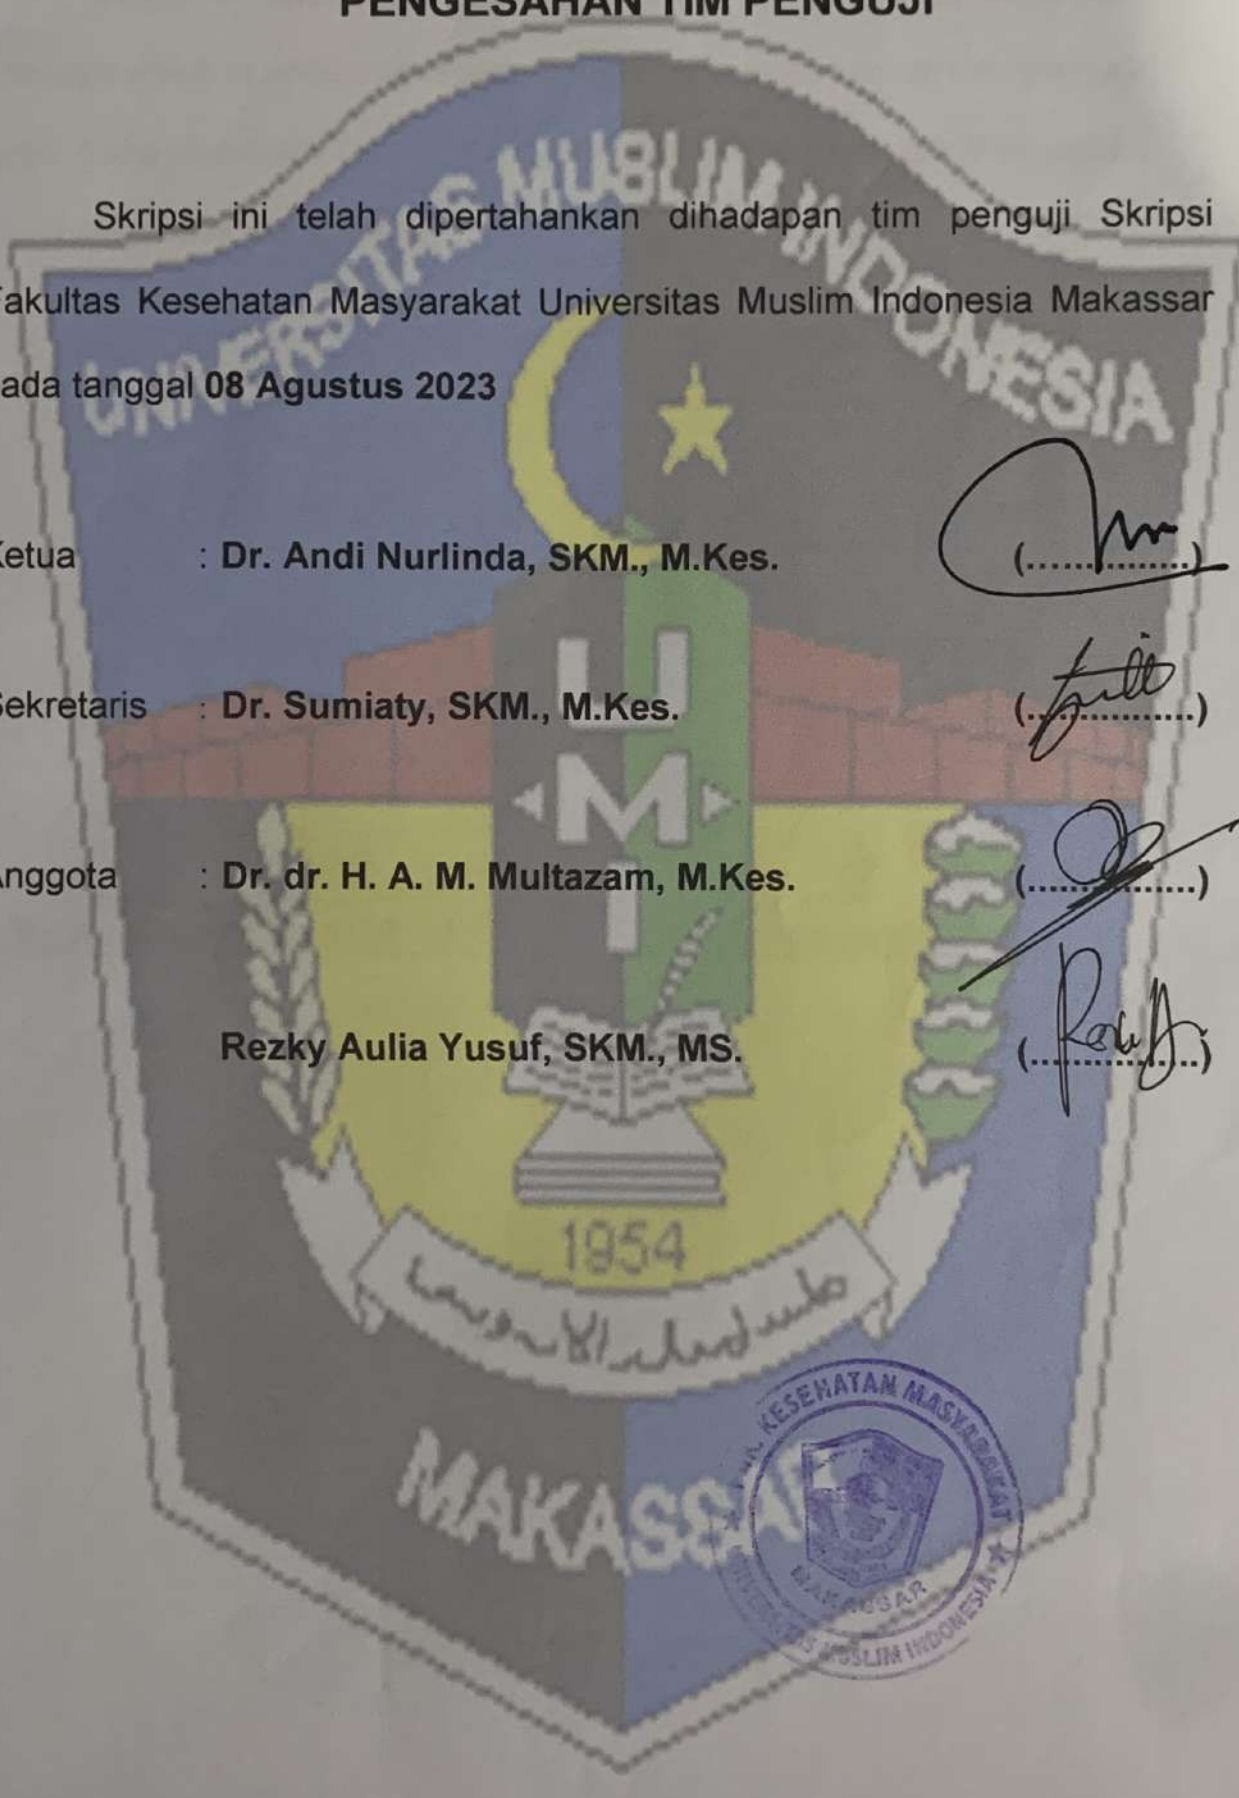 PENGESAHAN TIM PENGUJI
Skripsi ini telah dipertahankan dihadapan tim penguji Skripsi
akultas Kesehatan Masyarakat Universitas Muslim Indonesia Makassar
ada tanggal 08 Agustus 2023
etua : Dr. Andi Nurlinda, SKM., M.Kes. (................)
ekretaris : Dr. Sumiaty, SKM., M.Kes. (................)
nggota : Dr. dr. H. A. M. Multazam, M.Kes. (................)
Rezky Aulia Yusuf, SKM., MS. (................)
UNIVERSITAS MUSLIM INDONESIA
U
M
I
1954
MAKASSAR
KESEHATAN MASYARAKAT
MAKASSAR
UNIVERSITAS MUSLIM INDONESIA